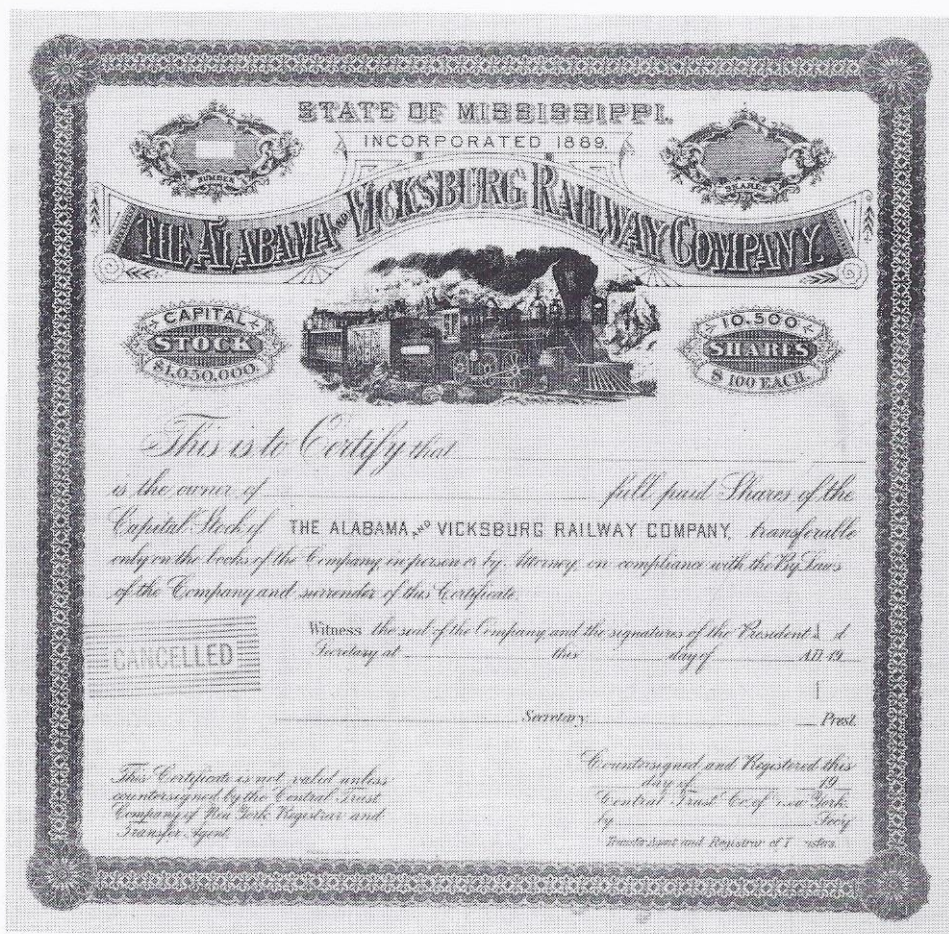 STATE OF MISSISSIPPI.
INCORPORATED 1889.
NUMBER
SHARES
THE ALABAMA AND VICKSBURG RAILWAY COMPANY.
CAPITAL
STOCK
$1,050,000.
10,500
SHARES
$100 EACH.
This is to Certify that
is the owner of full paid Shares of the
Capital Stock of THE ALABAMA AND VICKSBURG RAILWAY COMPANY, transferable
only on the books of the Company in person or by Attorney, on compliance with the By Laws
of the Company and surrender of this Certificate.
Witness the seal of the Company and the signatures of the President
Secretary at this day of A.D. 19
CANCELLED
Secretary. Prest.
This Certificate is not valid unless
countersigned by the Central Trust
Company of New York Registrar and
Transfer Agent.
Countersigned and Registered this
day of 19
Central Trust Co. of New York.
by Secy.
Transfer Agent and Registrar of